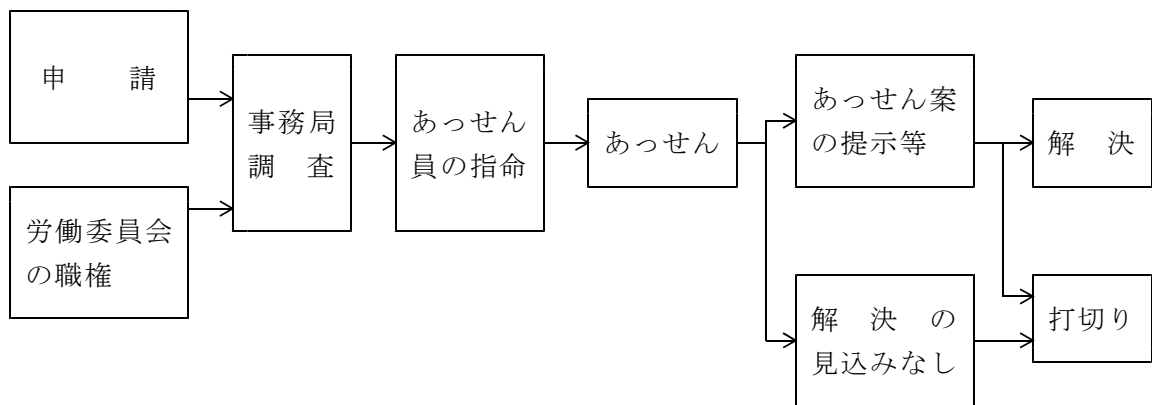 申　請
労働委員会
の職権
事務局
調　査
あっせん
員の指命
あっせん
あっせん案
の提示等
解　決　の
見込みなし
解　決
打切り